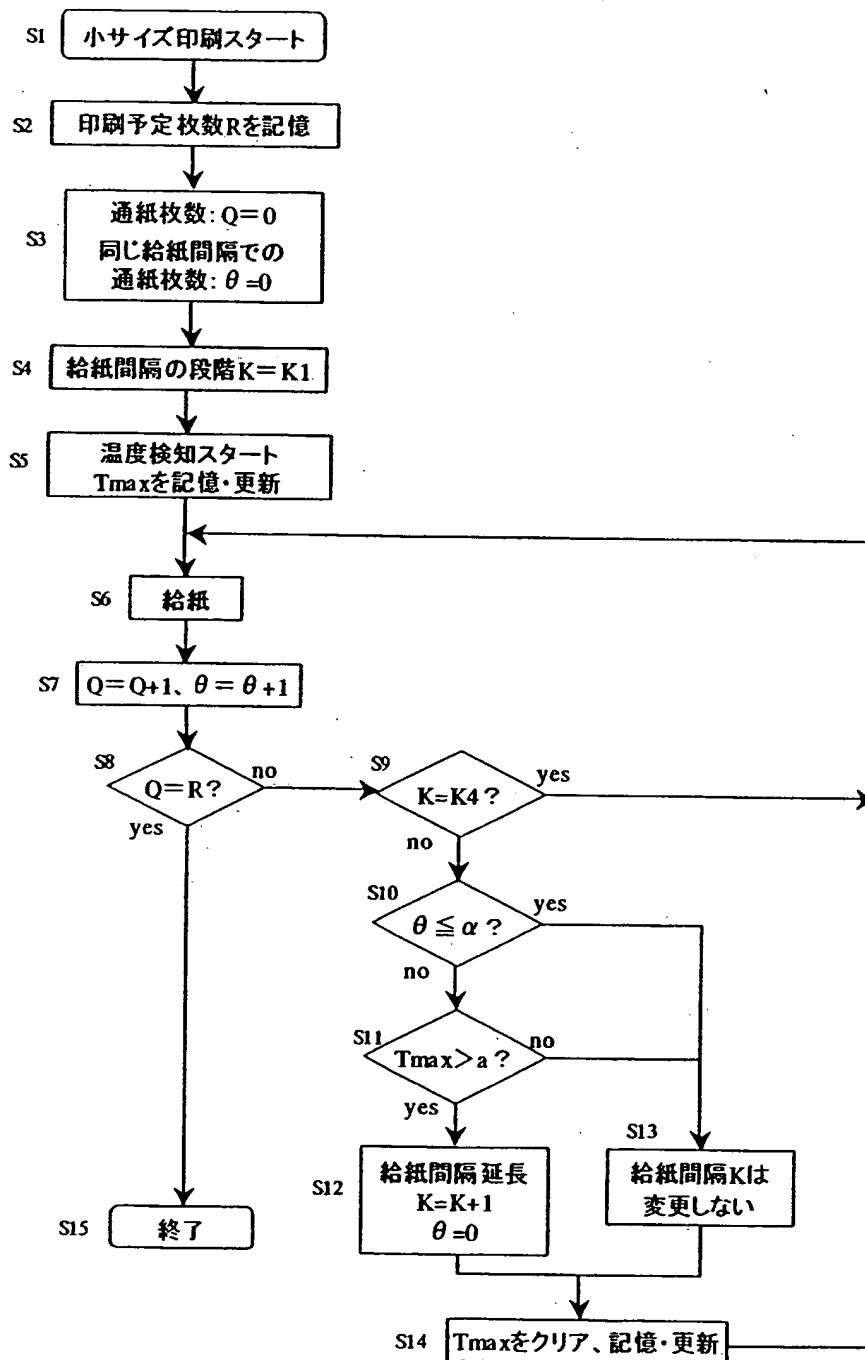 S1 小サイズ印刷スタート
S2 印刷予定枚数Rを記憶
S3 通紙枚数: Q=0
同じ給紙間隔での
通紙枚数: θ=0
S4 給紙間隔の段階K=K1
S5 温度検知スタート
Tmaxを記憶・更新
S6 給紙
S7 Q=Q+1、θ=θ+1
S8 Q=R?
no
yes
S9 K=K4?
yes
no
S10 θ≦α?
yes
no
S11 Tmax>a?
no
yes
S12 給紙間隔延長
K=K+1
θ=0
S13 給紙間隔Kは
変更しない
S15 終了
S14 Tmaxをクリア、記憶・更新